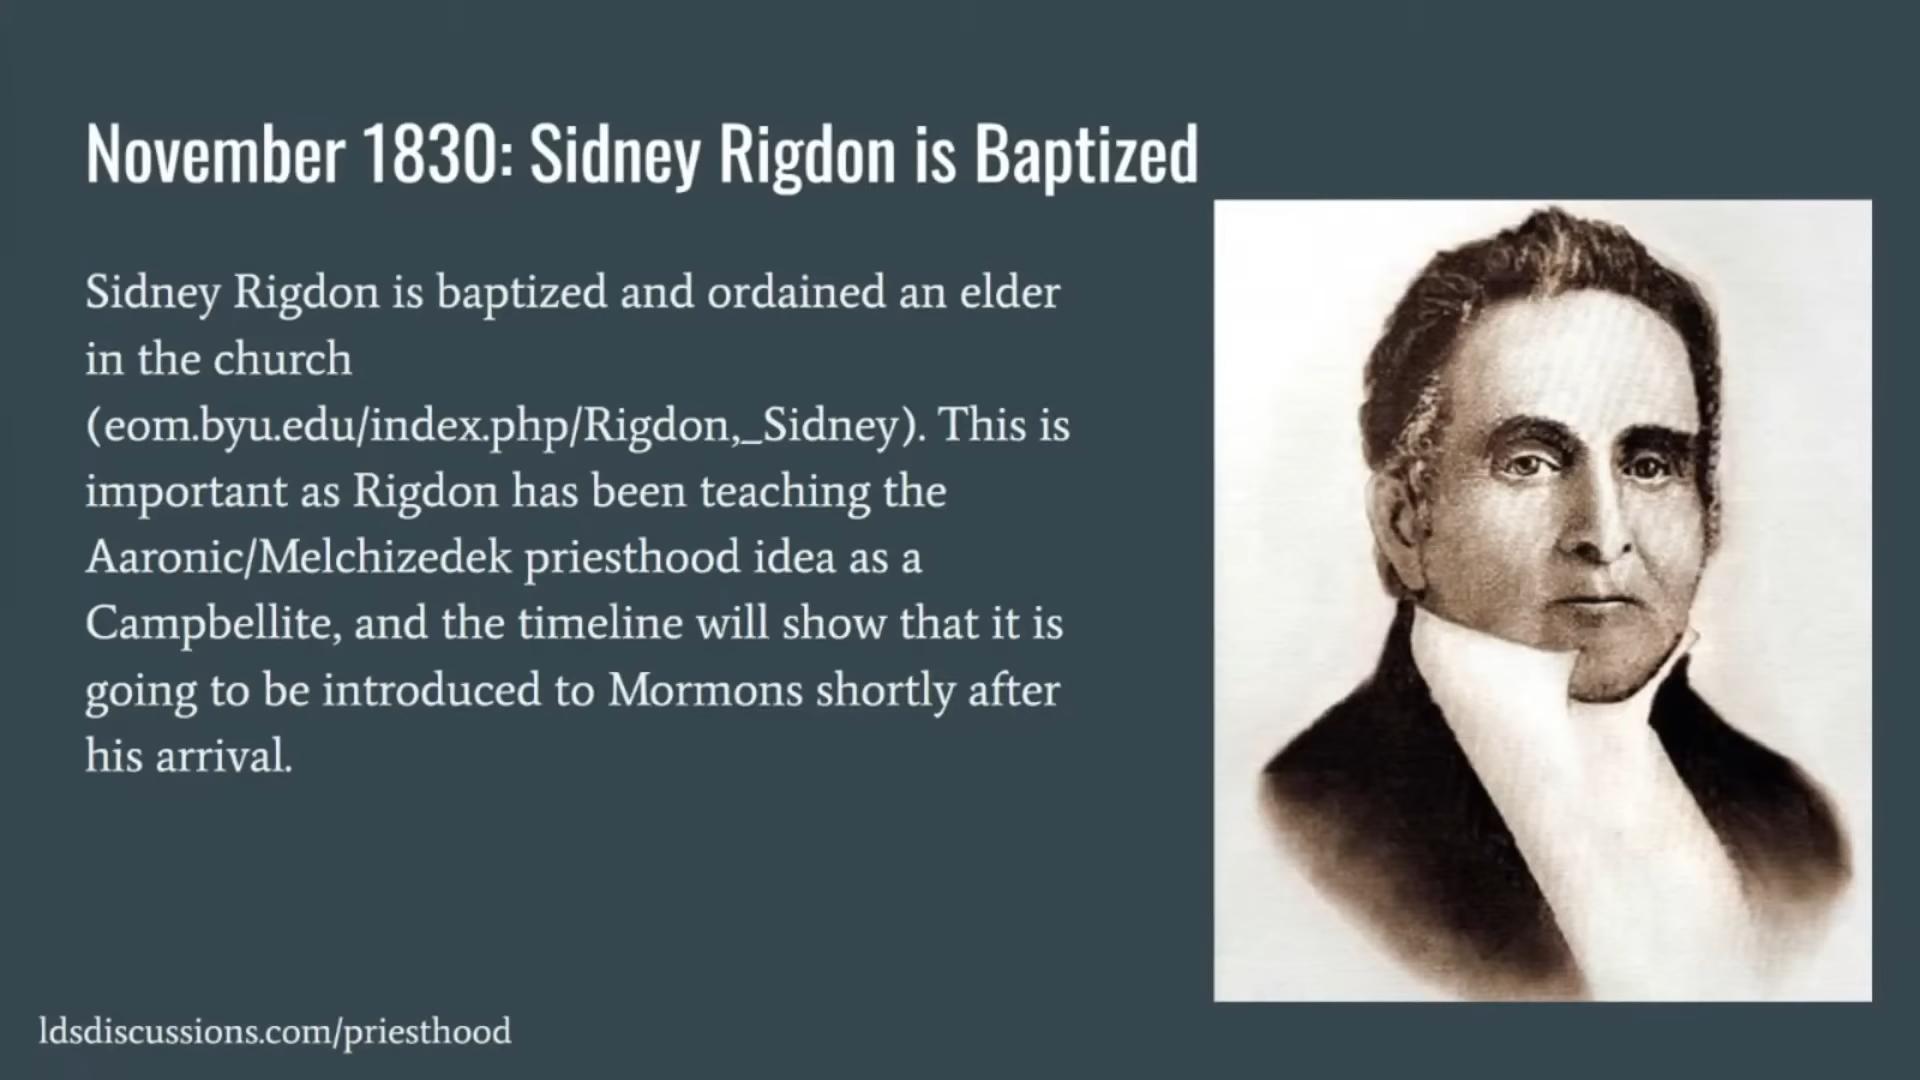 November 1830: Sidney Rigdon is Baptized
Sidney Rigdon is baptized and ordained an elder
in the church
(eom.byu.edu/index.php/Rigdon,_Sidney). This is
important as Rigdon has been teaching the
Aaronic/Melchizedek priesthood idea as a
Campbellite, and the timeline will show that it is
going to be introduced to Mormons shortly after
his arrival.
ldsdiscussions.com/priesthood